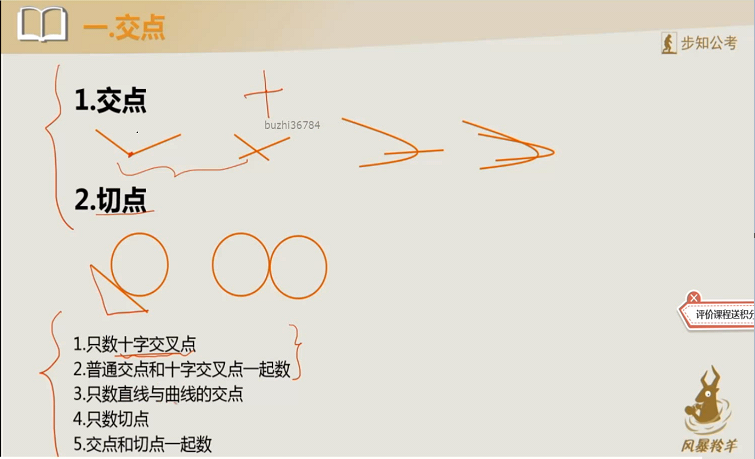 一.交点
步知公考
1.交点
buzhi36784
2.切点
评价课程送积分
1.只数十字交叉点
2.普通交点和十字交叉点一起数
3.只数直线与曲线的交点
4.只数切点
5.交点和切点一起数
风暴羚羊